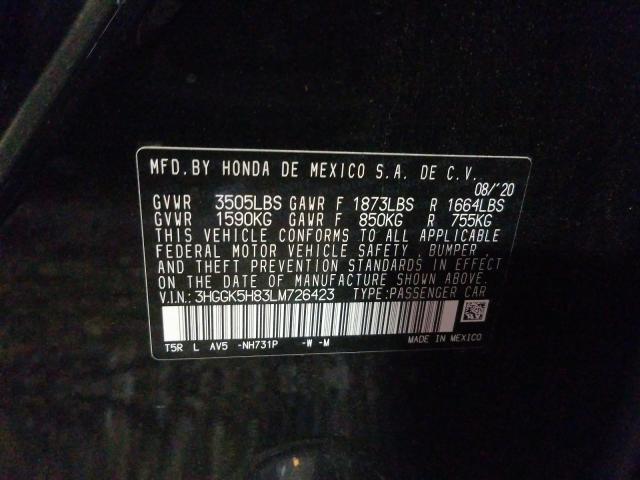 MFD. BY HONDA DE MEXICO S.A. DE C.V.
08/'20
GVWR 3505LBS GAWR F 1873LBS R 1664LBS
GVWR 1590KG GAWR F 850KG R 755KG
THIS VEHICLE CONFORMS TO ALL APPLICABLE
FEDERAL MOTOR VEHICLE SAFETY, BUMPER,
AND THEFT PREVENTION STANDARDS IN EFFECT
ON THE DATE OF MANUFACTURE SHOWN ABOVE.
V.I.N.: 3HGGK5H83LM726423 TYPE:PASSENGER CAR
T5R L AV5 -NH731P -W -M MADE IN MEXICO